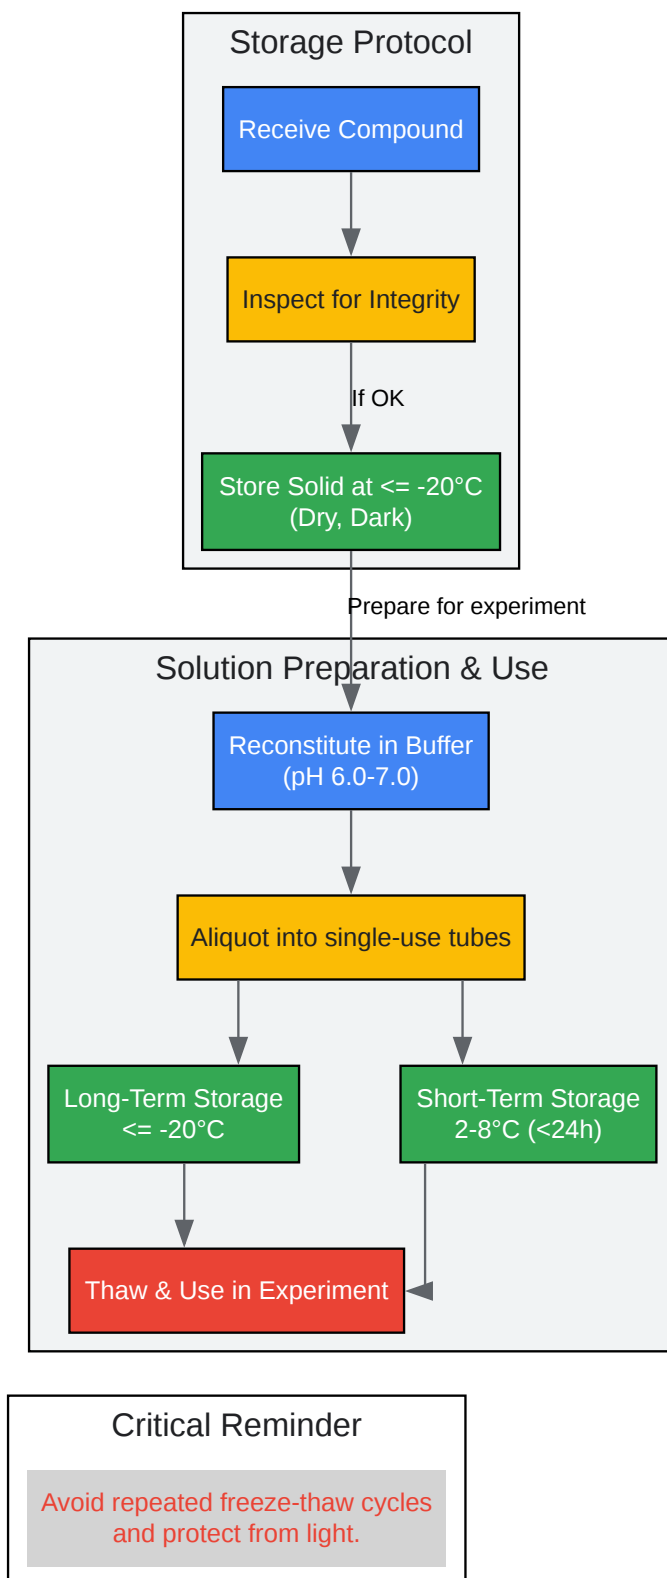 Storage Protocol
Receive Compound
Inspect for Integrity
If OK
Store Solid at <= -20°C
(Dry, Dark)
Prepare for experiment
Solution Preparation & Use
Reconstitute in Buffer
(pH 6.0-7.0)
Aliquot into single-use tubes
Long-Term Storage
<= -20°C
Short-Term Storage
2-8°C (<24h)
Thaw & Use in Experiment
Critical Reminder
Avoid repeated freeze-thaw cycles
and protect from light.